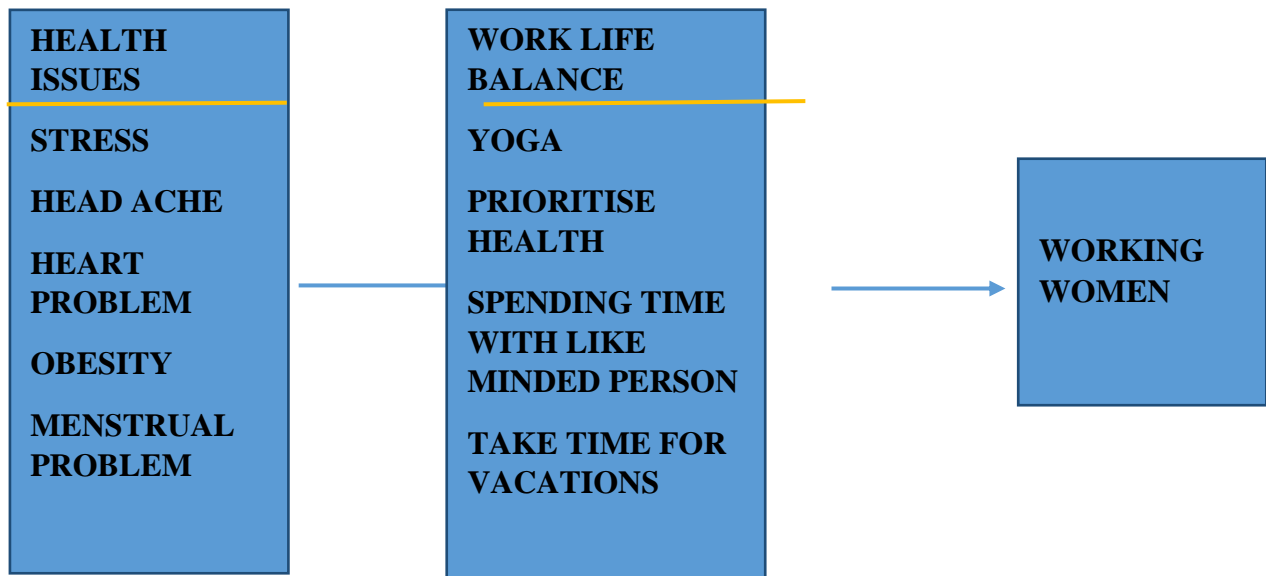 HEALTH
ISSUES
STRESS
HEAD ACHE
HEART
PROBLEM
OBESITY
MENSTRUAL
PROBLEM
WORK LIFE
BALANCE
YOGA
PRIORITISE
HEALTH
SPENDING TIME
WITH LIKE
MINDED PERSON
TAKE TIME FOR
VACATIONS
WORKING
WOMEN